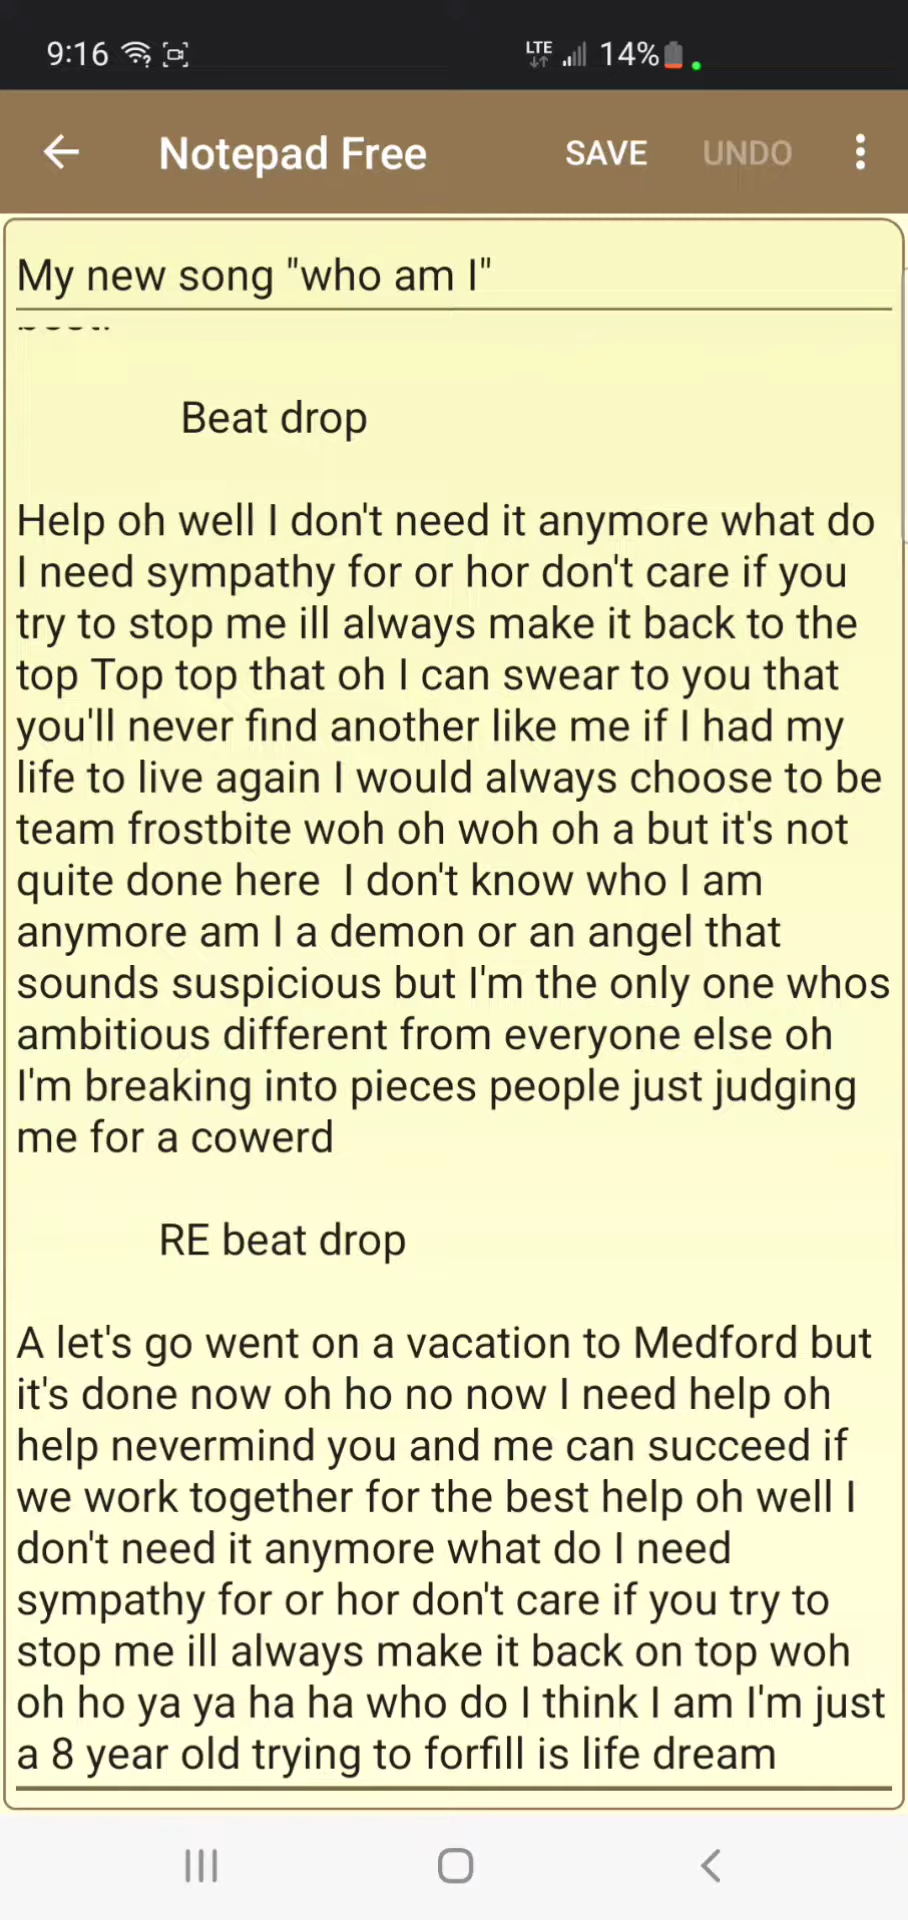 9:16
LTE
14%
Notepad Free
SAVE
UNDO
My new song "who am I"
Beat drop
Help oh well I don't need it anymore what do
I need sympathy for or hor don't care if you
try to stop me ill always make it back to the
top Top top that oh I can swear to you that
you'll never find another like me if I had my
life to live again I would always choose to be
team frostbite woh oh woh oh a but it's not
quite done here  I don't know who I am
anymore am I a demon or an angel that
sounds suspicious but I'm the only one whos
ambitious different from everyone else oh
I'm breaking into pieces people just judging
me for a cowerd
RE beat drop
A let's go went on a vacation to Medford but
it's done now oh ho no now I need help oh
help nevermind you and me can succeed if
we work together for the best help oh well I
don't need it anymore what do I need
sympathy for or hor don't care if you try to
stop me ill always make it back on top woh
oh ho ya ya ha ha who do I think I am I'm just
a 8 year old trying to forfill is life dream